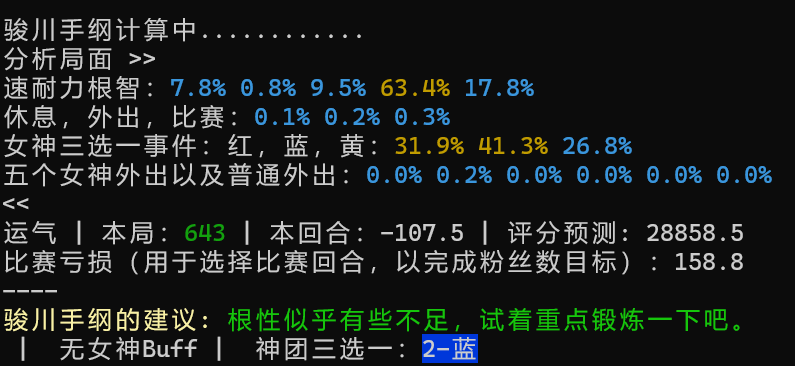 骏川手纲计算中............
分析局面 >>
速耐力根智：7.8% 0.8% 9.5% 63.4% 17.8%
休息，外出，比赛：0.1% 0.2% 0.3%
女神三选一事件：红，蓝，黄：31.9% 41.3% 26.8%
五个女神外出以及普通外出：0.0% 0.2% 0.0% 0.0% 0.0% 0.0%
<<
运气 | 本局：643 | 本回合：-107.5 | 评分预测: 28858.5
比赛亏损（用于选择比赛回合，以完成粉丝数目标）：158.8
----
骏川手纲的建议：根性似乎有些不足，试着重点锻炼一下吧。
| 无女神Buff | 神团三选一：2-蓝